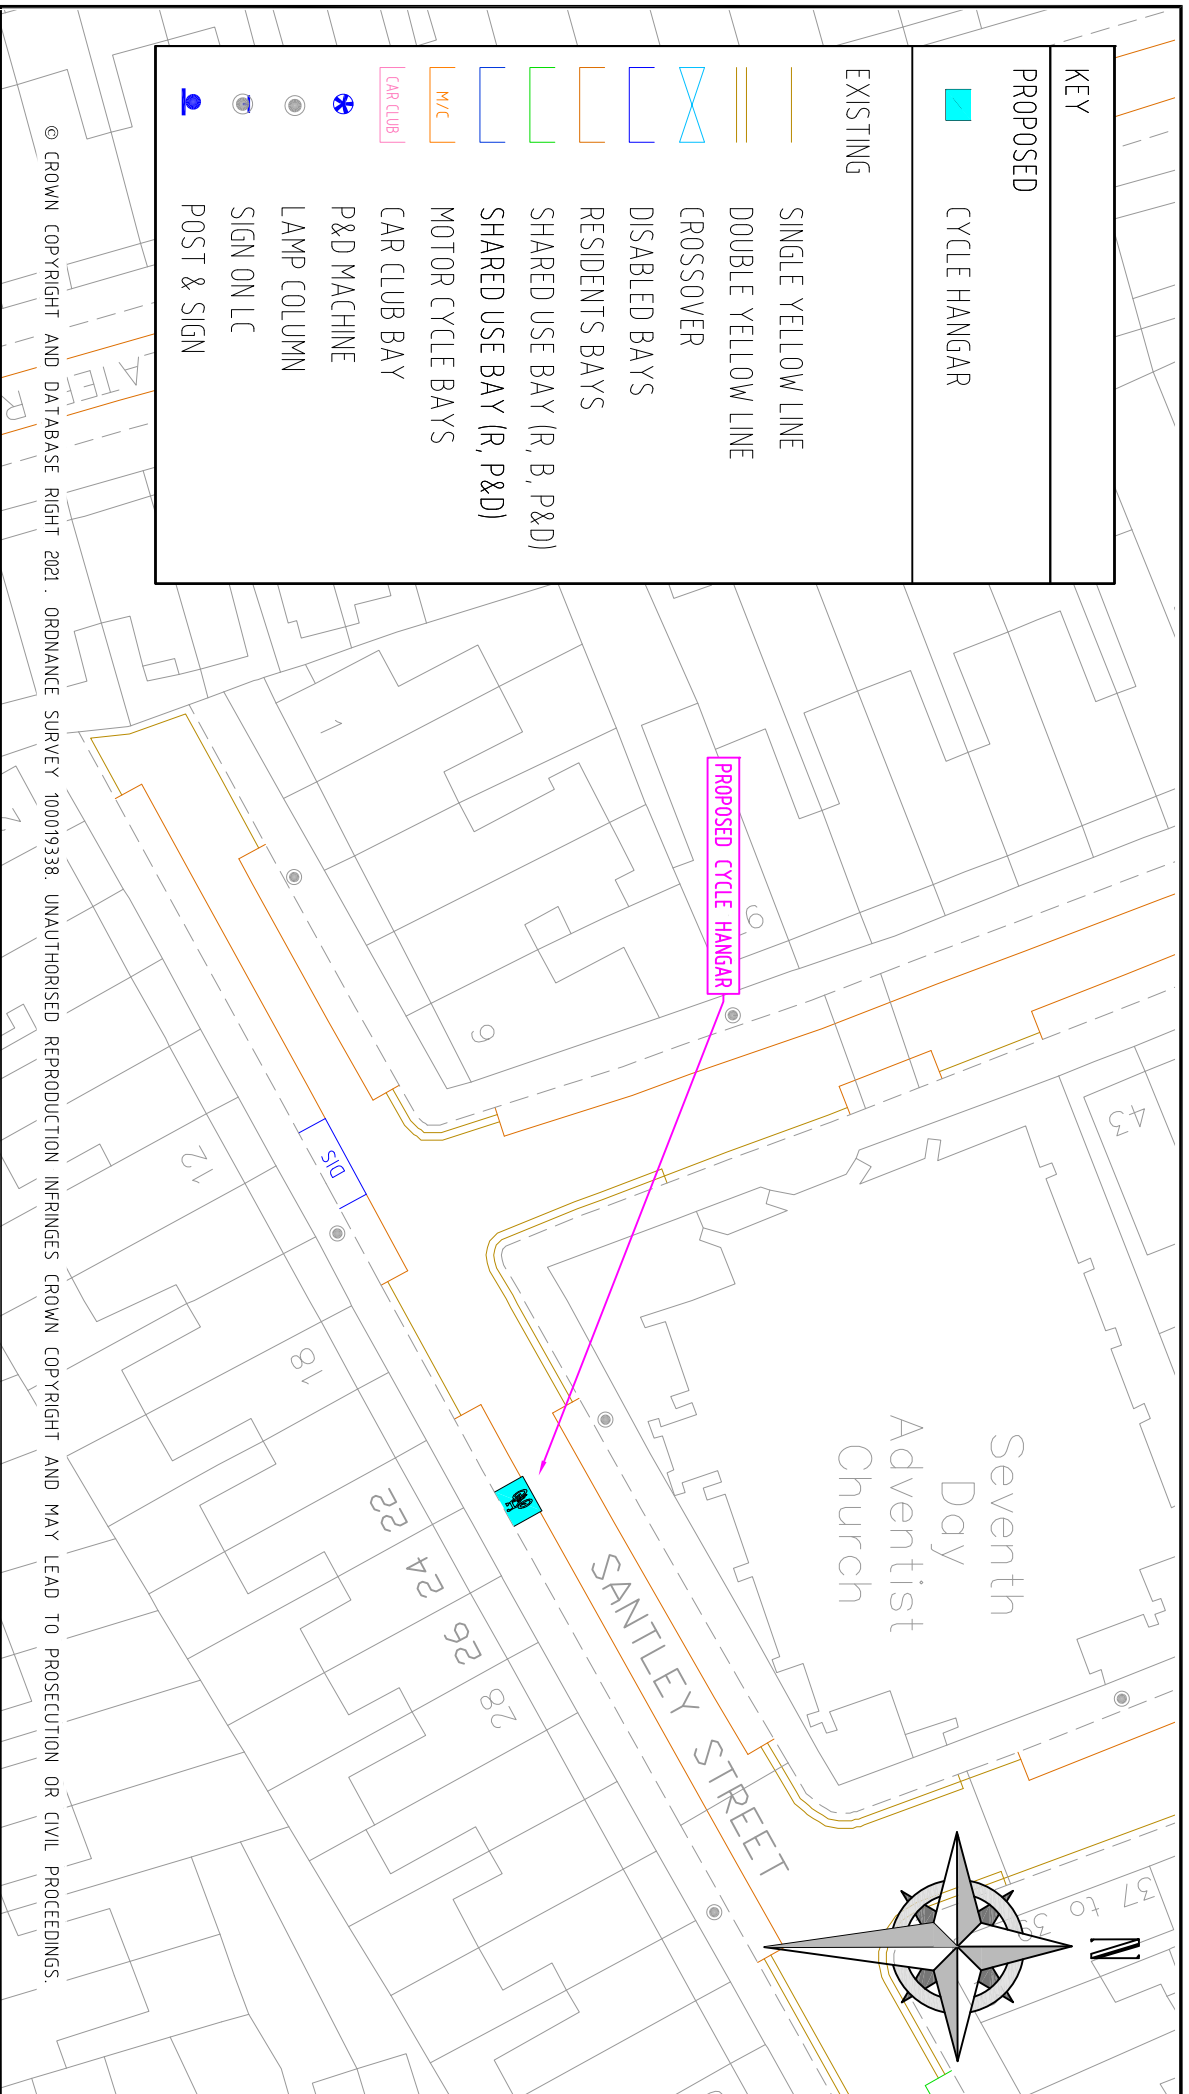 KEY
PROPOSED
CYCLE HANGAR
EXISTING
SINGLE YELLOW LINE
DOUBLE YELLOW LINE
CROSSOVER
DISABLED BAYS
RESIDENTS BAYS
SHARED USE BAY (R, B, P&D)
SHARED USE BAY (R, P&D)
M/C
MOTOR CYCLE BAYS
CAR CLUB
CAR CLUB BAY
P&D MACHINE
LAMP COLUMN
SIGN ON LC
POST & SIGN
PROPOSED CYCLE HANGAR
Seventh
Day
Adventist
Church
SANTLEY STREET
DIS
1
9
9
12
18
22
24
26
28
43
37 to 39
N
© CROWN COPYRIGHT AND DATABASE RIGHT 2021. ORDNANCE SURVEY 100019338. UNAUTHORISED REPRODUCTION INFRINGES CROWN COPYRIGHT AND MAY LEAD TO PROSECUTION OR CIVIL PROCEEDINGS.